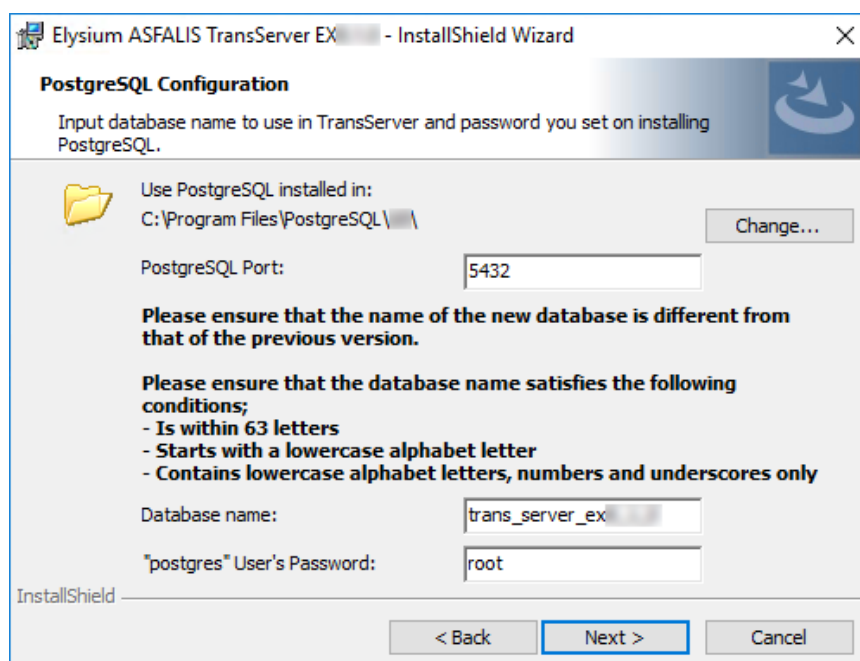 Elysium ASFALIS TransServer EX - InstallShield Wizard
PostgreSQL Configuration
Input database name to use in TransServer and password you set on installing
PostgreSQL.
Use PostgreSQL installed in:
C:\Program Files\PostgreSQL\ \
Change...
PostgreSQL Port:
5432
Please ensure that the name of the new database is different from
that of the previous version.
Please ensure that the database name satisfies the following
conditions;
- Is within 63 letters
- Starts with a lowercase alphabet letter
- Contains lowercase alphabet letters, numbers and underscores only
Database name:
trans_server_ex
"postgres" User's Password:
root
InstallShield
< Back
Next >
Cancel